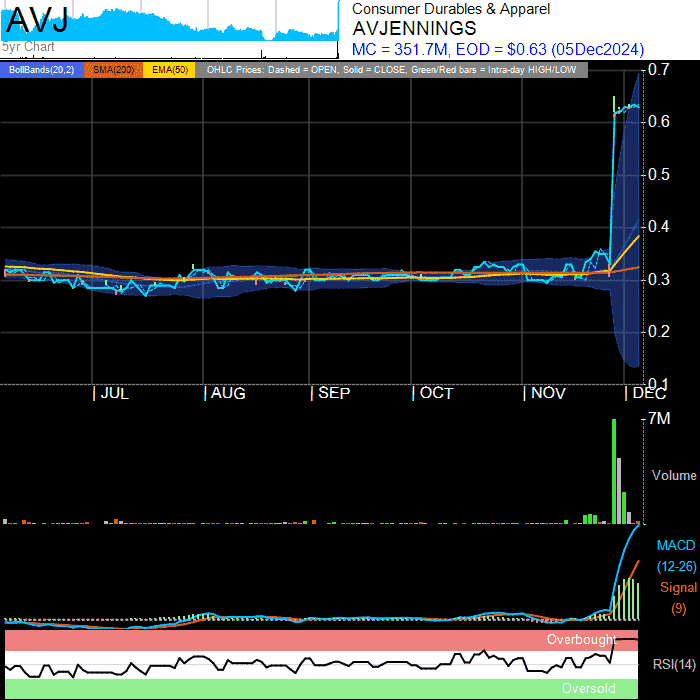 AVJ
5yr Chart
Consumer Durables & Apparel
AVJENNINGS
MC = 351.7M, EOD = $0.63 (05Dec2024)
BollBands(20,2) SMA(200) EMA(50) OHLC Prices: Dashed = OPEN, Solid = CLOSE, Green/Red bars = Intra-day HIGH/LOW
0.7
0.6
0.5
0.4
0.3
0.2
0.1
JUL AUG SEP OCT NOV DEC
7M
Volume
MACD
(12-26)
Signal
(9)
Overbought
RSI(14)
Oversold